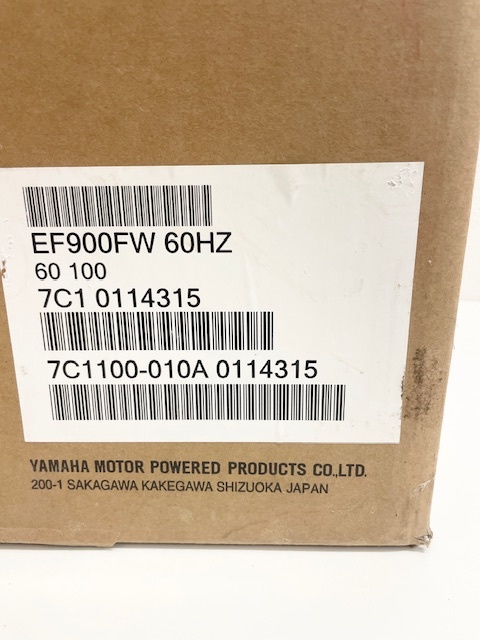 EF900FW 60HZ
60 100
7C1 0114315
7C1100-010A 0114315
YAMAHA MOTOR POWERED PRODUCTS CO.,LTD.
200-1 SAKAGAWA KAKEGAWA SHIZUOKA JAPAN